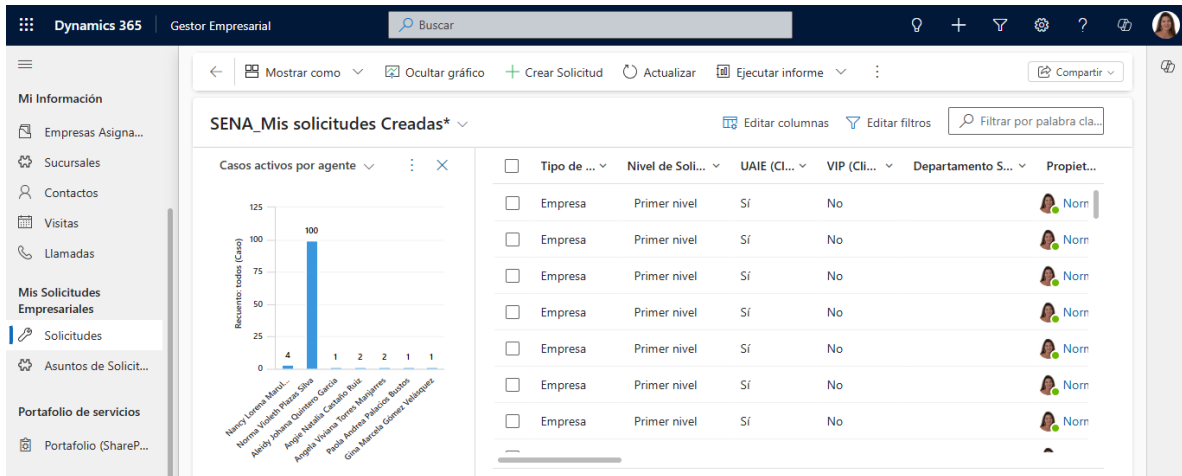 Dynamics 365 Gestor Empresarial Buscar
Mi Información
Empresas Asigna...
Sucursales
Contactos
Visitas
Llamadas
Mis Solicitudes
Empresariales
Solicitudes
Asuntos de Solicit...
Portafolio de servicios
Portafolio (ShareP...
Mostrar como Ocultar gráfico Crear Solicitud Actualizar Ejecutar informe Compartir
SENA_Mis solicitudes Creadas* Editar columnas Editar filtros Filtrar por palabra cla...
Casos activos por agente
Recuento: todos (Caso)
125
100
75
50
25
0
4 100 1 2 2 1 1
Nancy Lorena Marul...
Norma Violeth Plazas Silva
Aleidy Johana Quintero García
Angie Natalia Castaño Ruiz
Angela Viviana Torres Manjarres
Paola Andrea Palacios Bustos
Gina Marcela Gómez Velásquez
Tipo de ... Nivel de Soli... UAIE (Cl... VIP (Cli... Departamento S... Propiet...
Empresa Primer nivel Sí No Norn
Empresa Primer nivel Sí No Norn
Empresa Primer nivel Sí No Norn
Empresa Primer nivel Sí No Norn
Empresa Primer nivel Sí No Norn
Empresa Primer nivel Sí No Norn
Empresa Primer nivel Sí No Norn